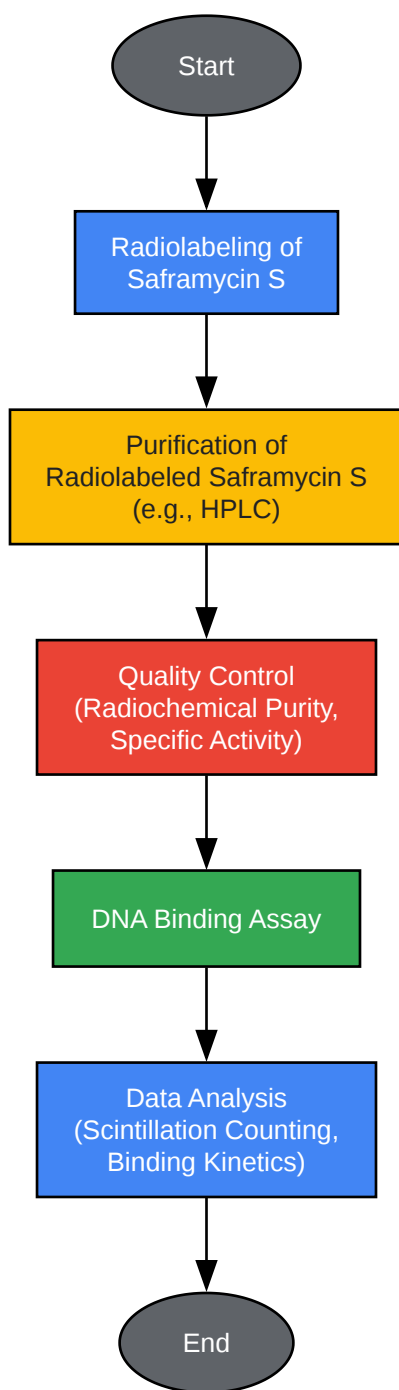 Start
Radiolabeling of
Saframycin S
Purification of
Radiolabeled Saframycin S
(e.g., HPLC)
Quality Control
(Radiochemical Purity,
Specific Activity)
DNA Binding Assay
Data Analysis
(Scintillation Counting,
Binding Kinetics)
End